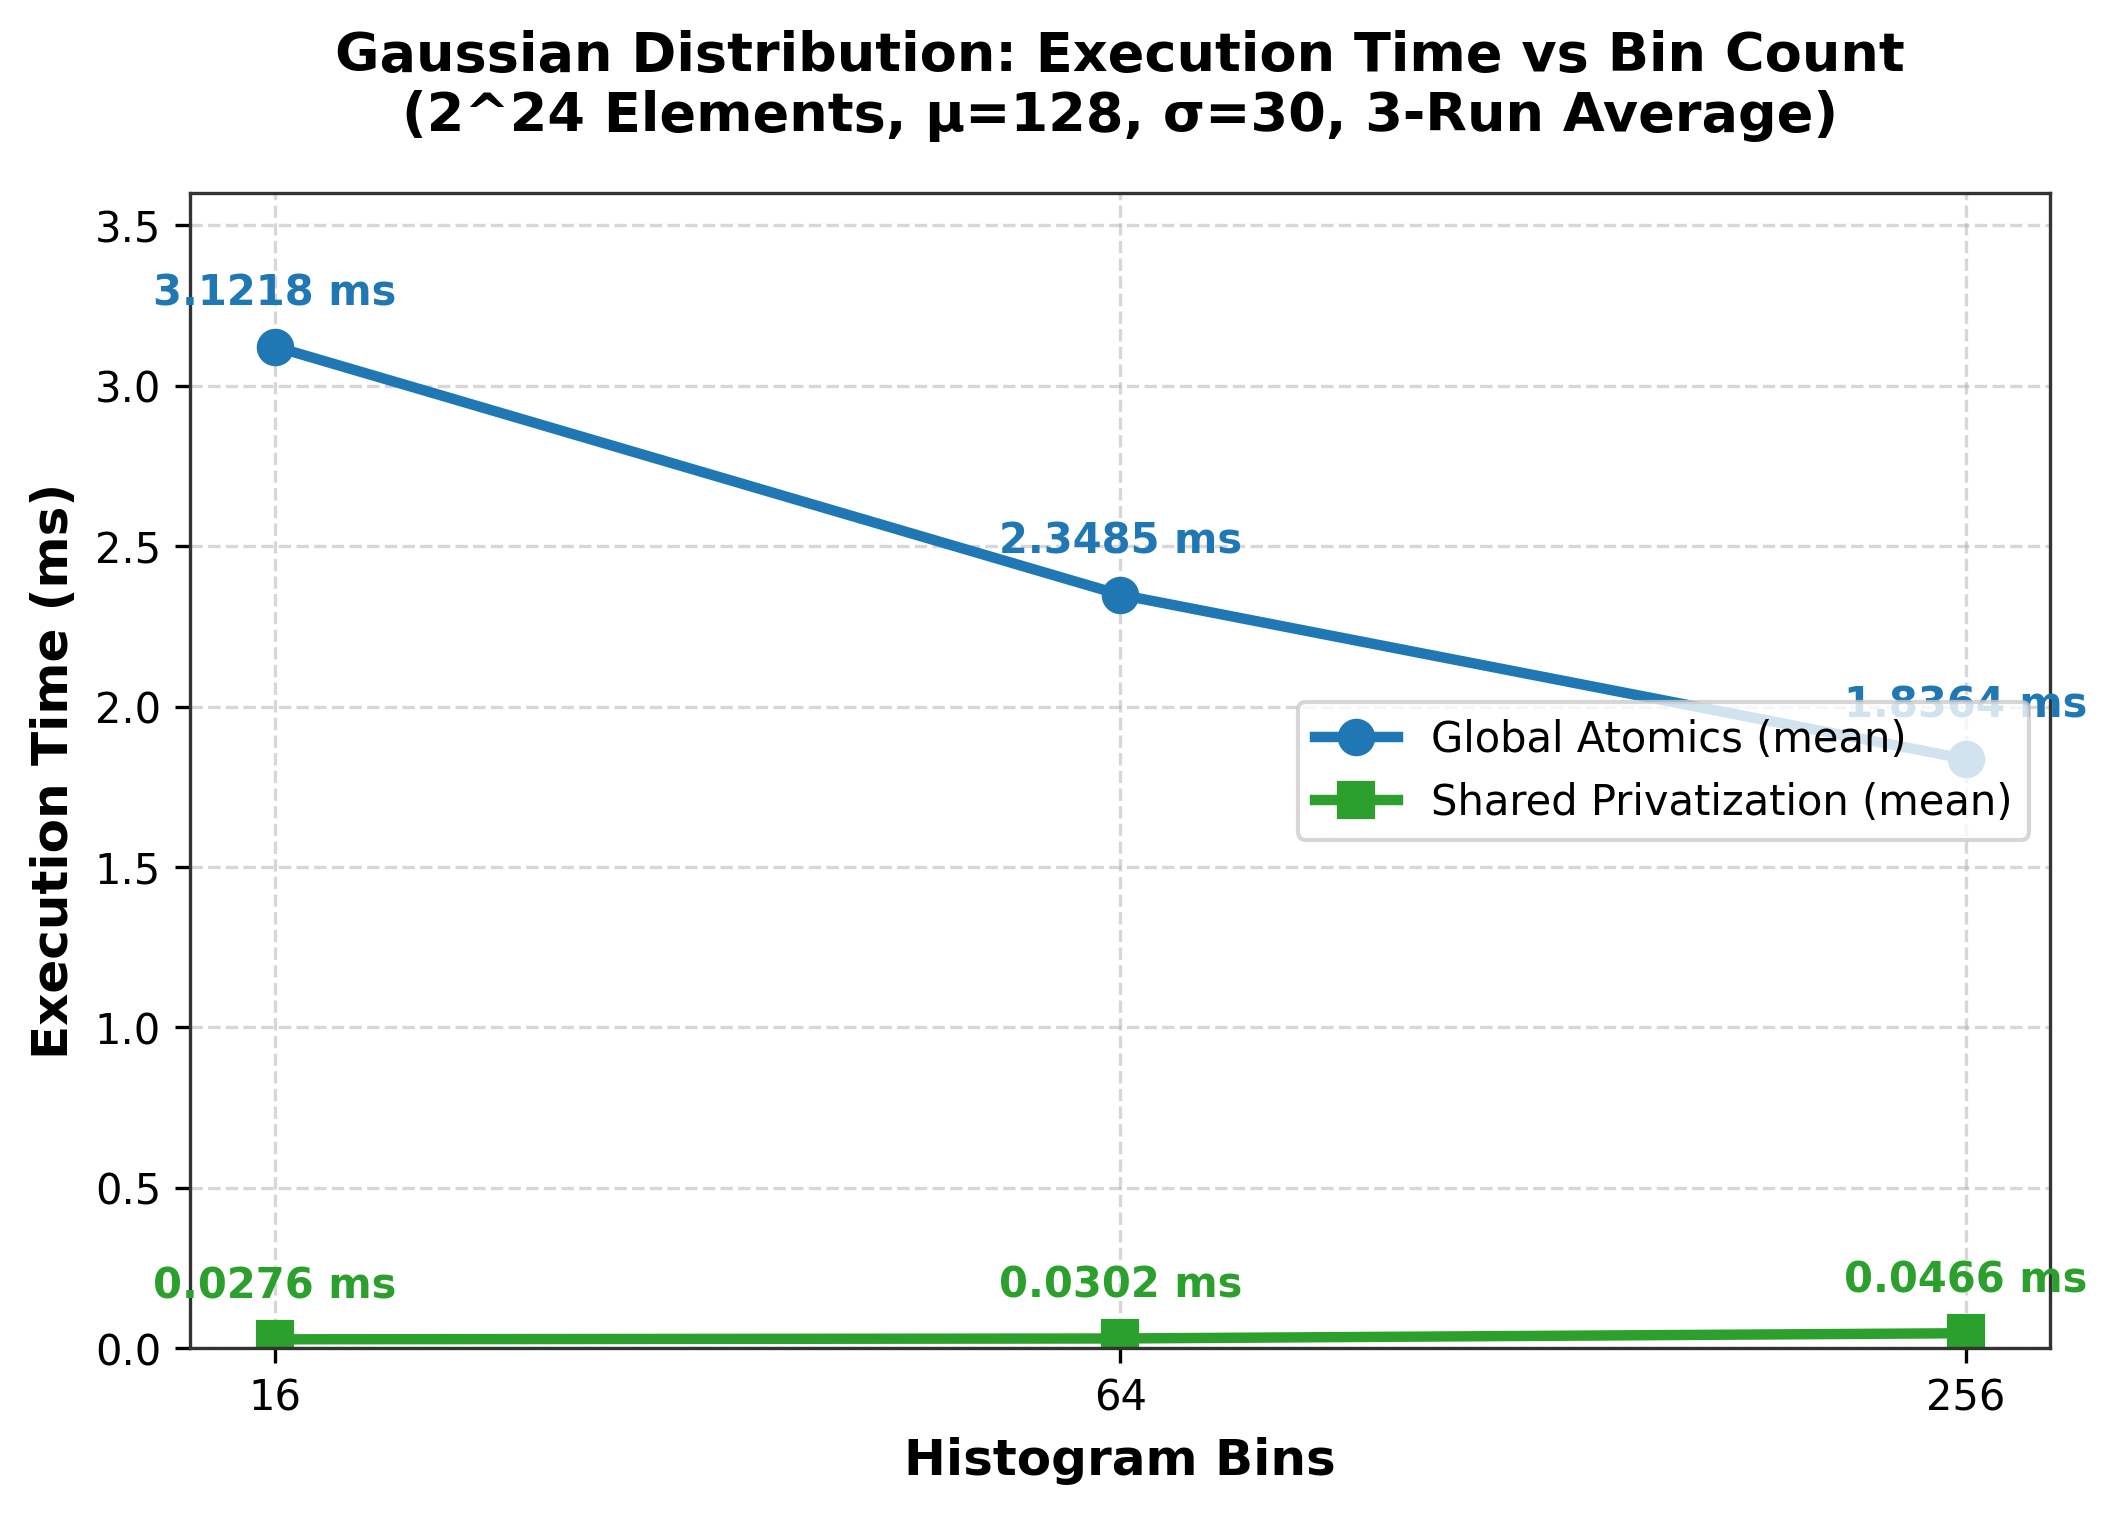 Gaussian Distribution: Execution Time vs Bin Count
(2^24 Elements, μ=128, σ=30, 3-Run Average)
Execution Time (ms)
3.5
3.0
2.5
2.0
1.5
1.0
0.5
0.0
3.1218 ms
2.3485 ms
1.8364 ms
Global Atomics (mean)
Shared Privatization (mean)
0.0276 ms
0.0302 ms
0.0466 ms
16
64
256
Histogram Bins